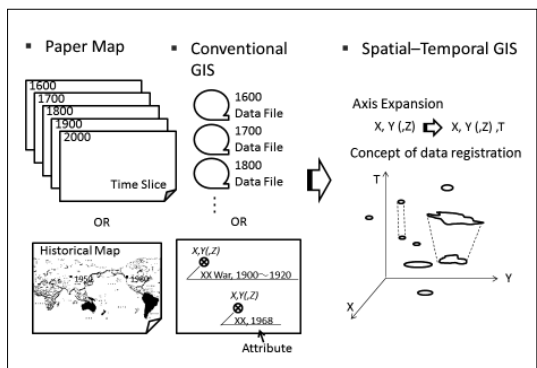 ▪ Paper Map
1600
1700
1800
1900
2000
Time Slice
OR
Historical Map
1950
1980
▪ Conventional
GIS
1600
Data File
1700
Data File
1800
Data File
⋮
OR
X,Y(,Z)
XX War, 1900～1920
X,Y(,Z)
XX, 1968
Attribute
▪ Spatial–Temporal GIS
Axis Expansion
X, Y (,Z) ⇨ X, Y (,Z) ,T
Concept of data registration
T
Y
X